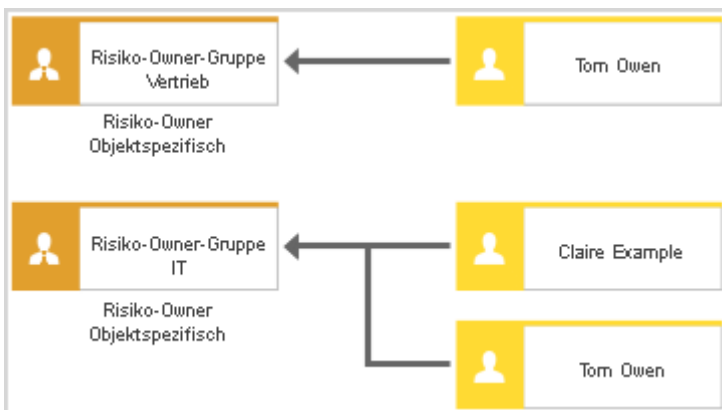 Risiko-Owner-Gruppe
Vertrieb
Tom Owen
Risiko-Owner
Objektspezifisch
Risiko-Owner-Gruppe
IT
Claire Example
Risiko-Owner
Objektspezifisch
Tom Owen